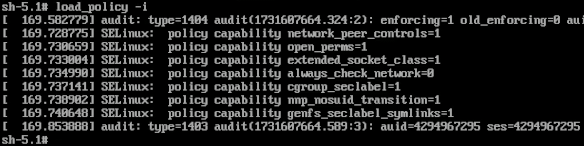 sh-5.1# load_policy -i
[  169.582779] audit: type=1404 audit(1731607664.324:2): enforcing=1 old_enforcing=0 aui
[  169.728775] SELinux:  policy capability network_peer_controls=1
[  169.730659] SELinux:  policy capability open_perms=1
[  169.733004] SELinux:  policy capability extended_socket_class=1
[  169.734990] SELinux:  policy capability always_check_network=0
[  169.737141] SELinux:  policy capability cgroup_seclabel=1
[  169.738902] SELinux:  policy capability nnp_nosuid_transition=1
[  169.740648] SELinux:  policy capability genfs_seclabel_symlinks=1
[  169.853888] audit: type=1403 audit(1731607664.589:3): auid=4294967295 ses=4294967295
sh-5.1#